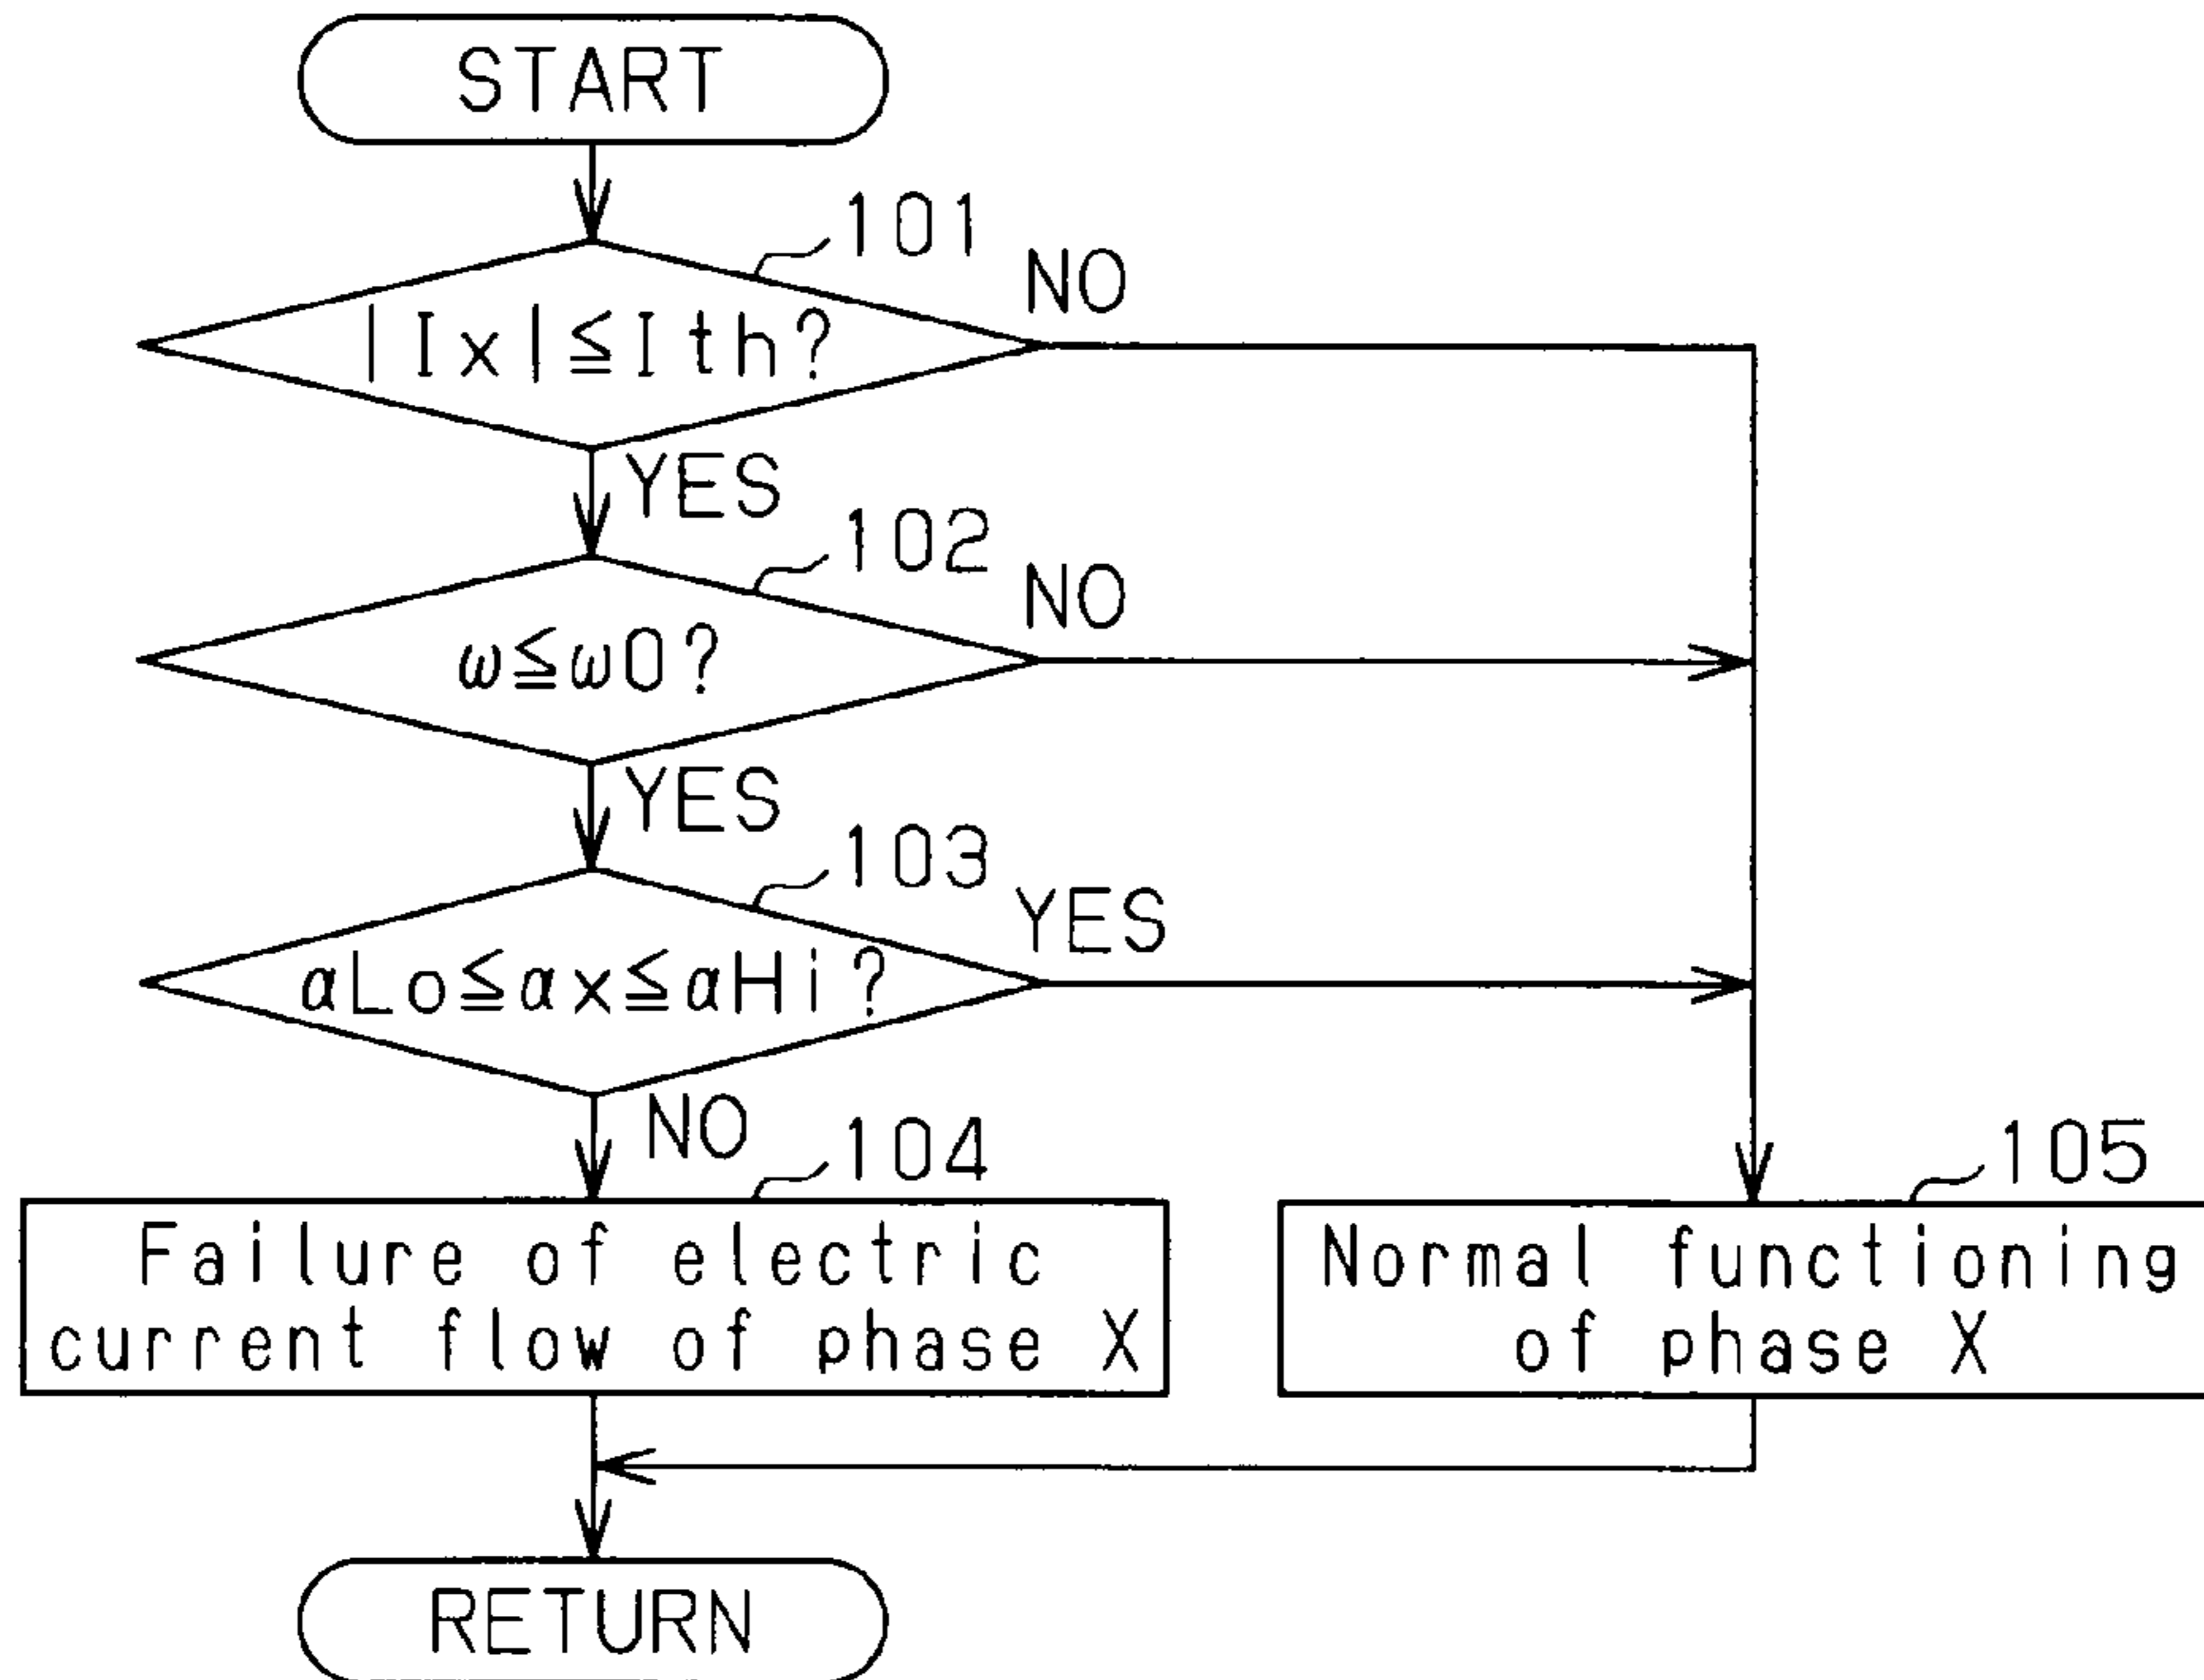 START
101
NO
|Ix|≦Ith?
YES
102
NO
ω≦ω0?
YES
103
YES
αLo≦αx≦αHi?
NO
104
105
Failure of electric
current flow of phase X
Normal functioning
of phase X
RETURN